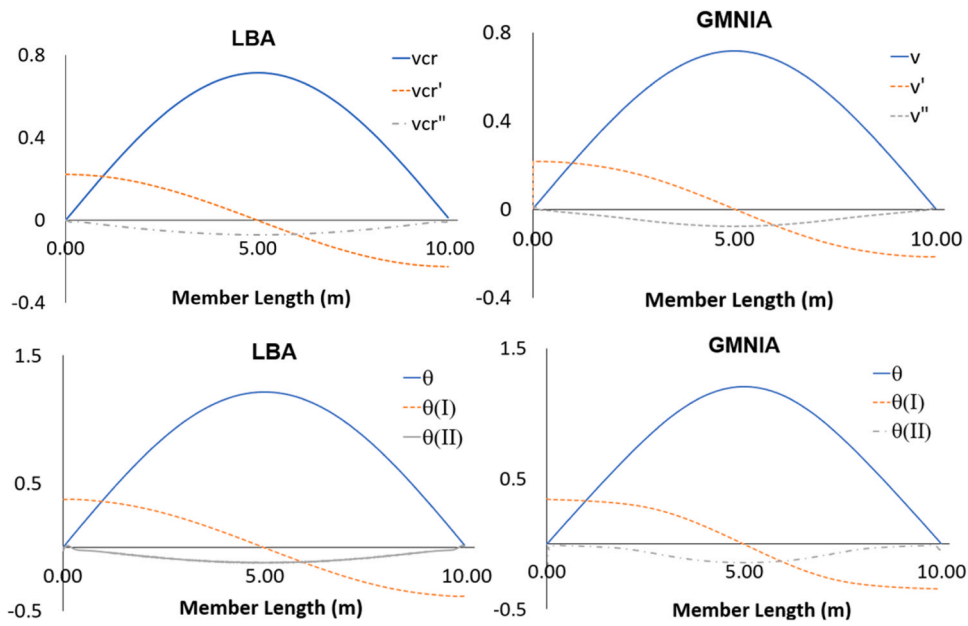 LBA
0.8
0.4
0
-0.4
0.00
5.00
10.00
Member Length (m)
vcr
vcr'
vcr"
GMNIA
0.8
0.4
0
-0.4
0.00
5.00
10.00
Member Length (m)
v
v'
v"
LBA
1.5
0.5
-0.5
0.00
5.00
10.00
Member Length (m)
θ
θ(I)
θ(II)
GMNIA
1.5
0.5
-0.5
0.00
5.00
10.00
Member Length (m)
θ
θ(I)
θ(II)